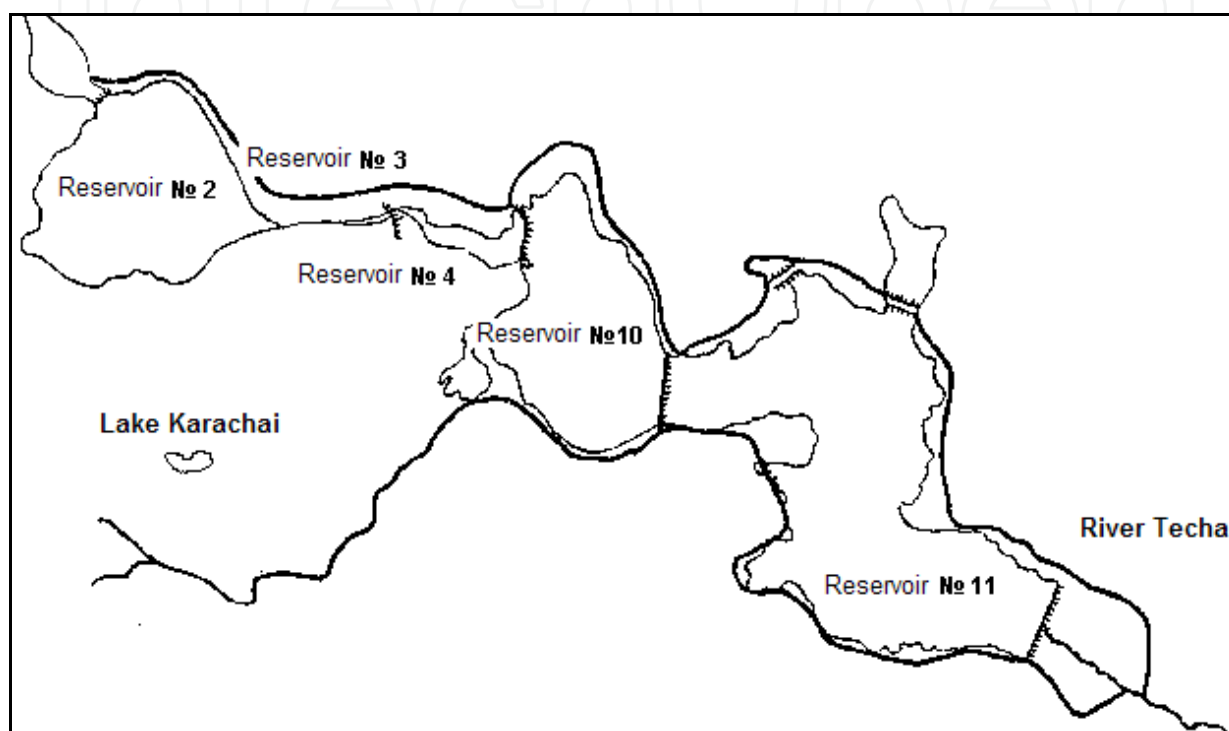 Reservoir № 3
Reservoir № 2
Reservoir № 4
Reservoir №10
Lake Karachai
River Techa
Reservoir № 11